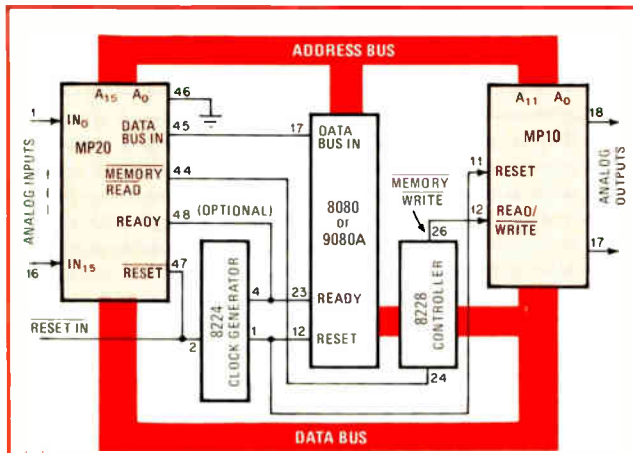 ADDRESS BUS
A15 A0
46
1
IN0
DATA
BUS IN
45
MP20
MEMORY
READ
44
READY
48
(OPTIONAL)
ANALOG INPUTS
16
IN15
RESET
47
RESET IN
2
8224
CLOCK GENERATOR
4
1
17
DATA
BUS IN
8080
or
9080A
23
READY
12
RESET
MEMORY
WRITE
26
8228
CONTROLLER
24
A11 A0
MP10
11
RESET
12
READ/
WRITE
18
ANALOG
OUTPUTS
17
DATA BUS